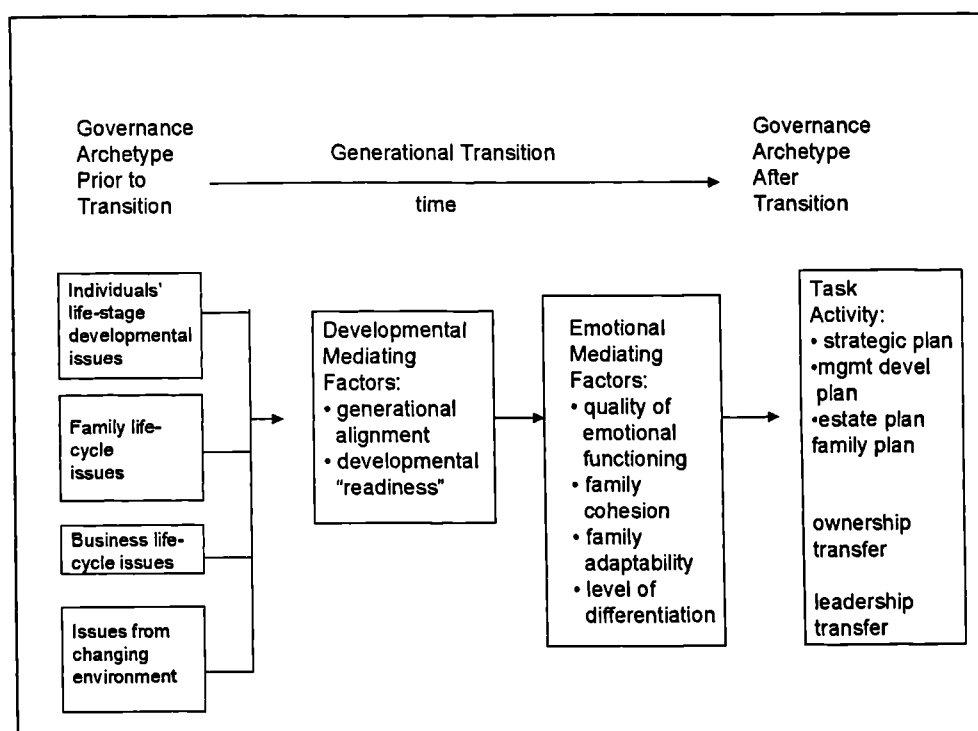 Governance
Archetype
Prior to
Transition
Generational Transition
time
Governance
Archetype
After
Transition
Individuals'
life-stage
developmental
issues
Family life-
cycle
issues
Business life-
cycle issues
Issues from
changing
environment
Developmental
Mediating
Factors:
• generational
alignment
• developmental
"readiness"
Emotional
Mediating
Factors:
• quality of
emotional
functioning
• family
cohesion
• family
adaptability
• level of
differentiation
Task
Activity:
• strategic plan
•mgmt devel
plan
•estate plan
family plan
ownership
transfer
leadership
transfer